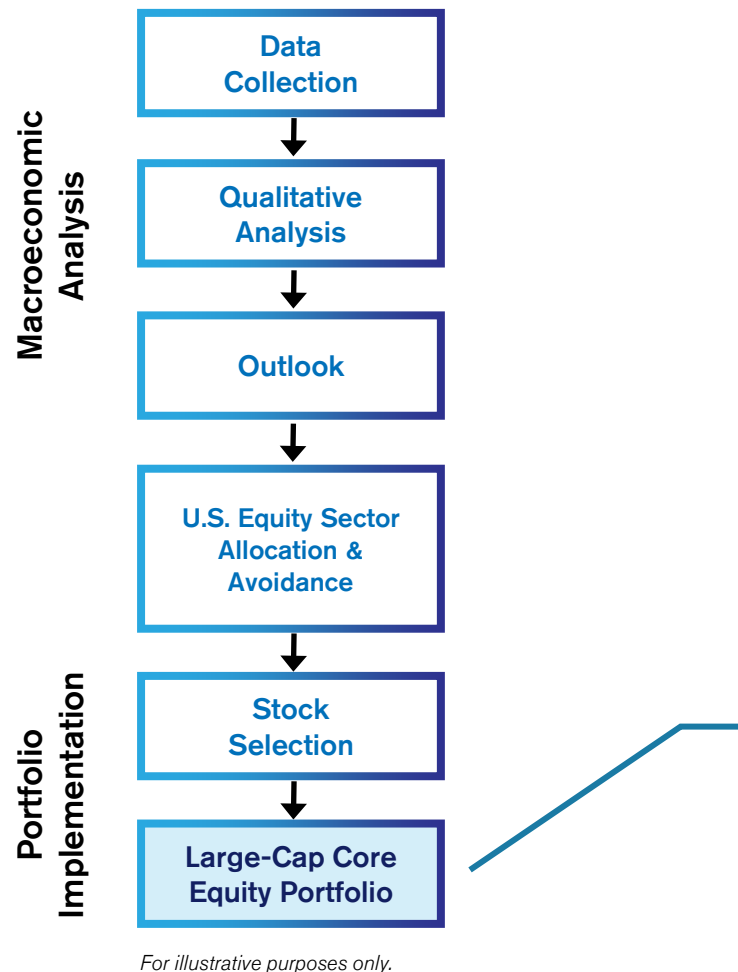 Macroeconomic
Analysis
Data
Collection
Qualitative
Analysis
Outlook
U.S. Equity Sector
Allocation &
Avoidance
Portfolio
Implementation
Stock
Selection
Large-Cap Core
Equity Portfolio
For illustrative purposes only.